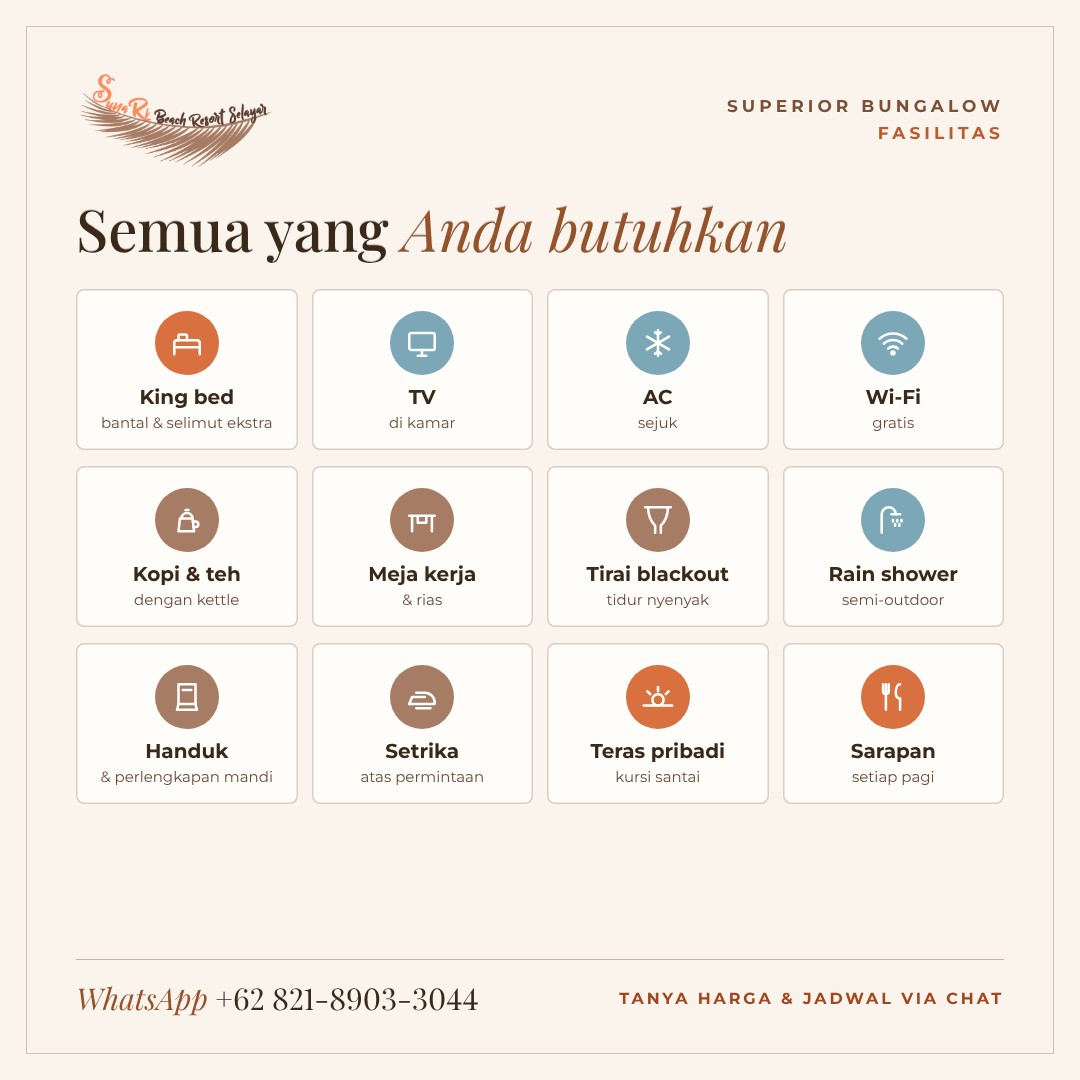 SunaRi Beach Resort Selayar
SUPERIOR BUNGALOW
FASILITAS
Semua yang Anda butuhkan
King bed
bantal & selimut ekstra
TV
di kamar
AC
sejuk
Wi-Fi
gratis
Kopi & teh
dengan kettle
Meja kerja
& rias
Tirai blackout
tidur nyenyak
Rain shower
semi-outdoor
Handuk
& perlengkapan mandi
Setrika
atas permintaan
Teras pribadi
kursi santai
Sarapan
setiap pagi
WhatsApp +62 821-8903-3044
TANYA HARGA & JADWAL VIA CHAT